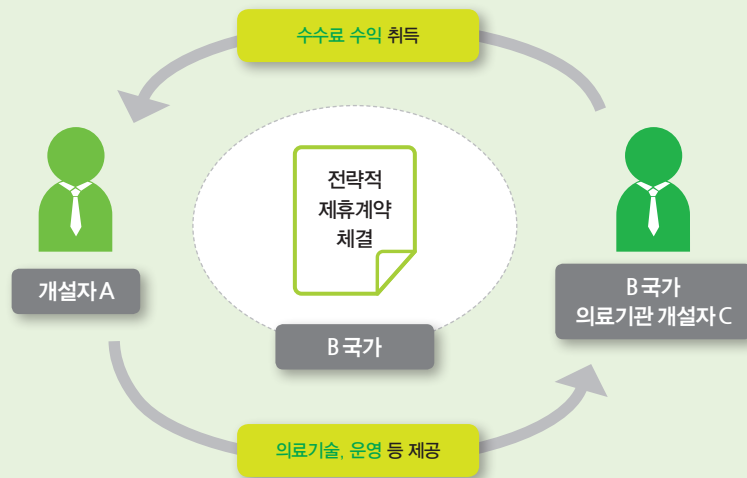 수수료 수익 취득
전략적
제휴계약
체결
개설자 A
B 국가
의료기관 개설자 C
B 국가
의료기술, 운영 등 제공